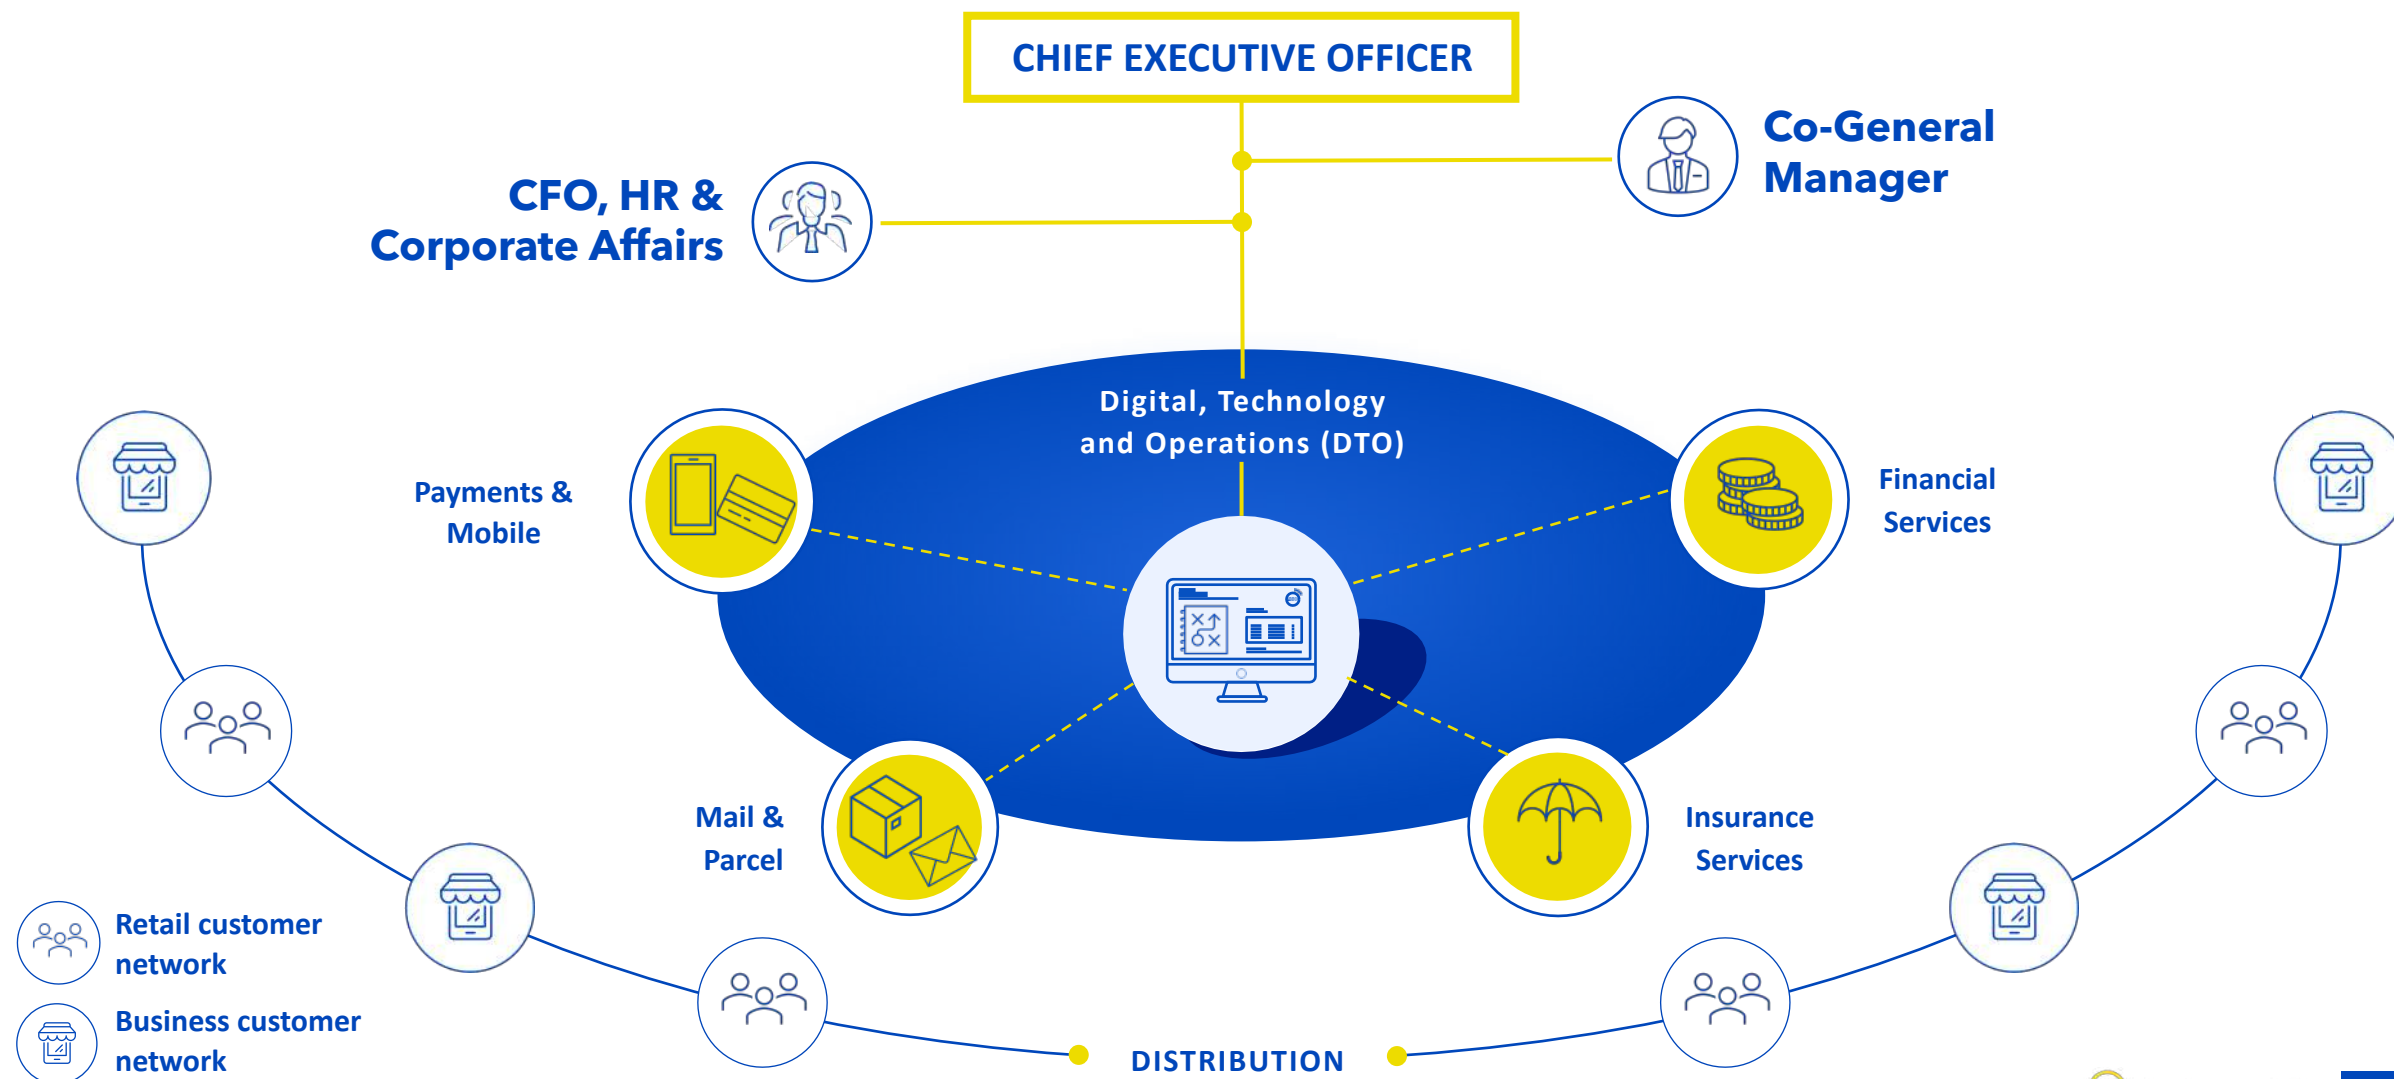 CHIEF EXECUTIVE OFFICER
Co-General
Manager
CFO, HR &
Corporate Affairs
Digital, Technology
and Operations (DTO)
Payments &
Mobile
Financial
Services
Mail &
Parcel
Insurance
Services
Retail customer
network
Business customer
network
DISTRIBUTION